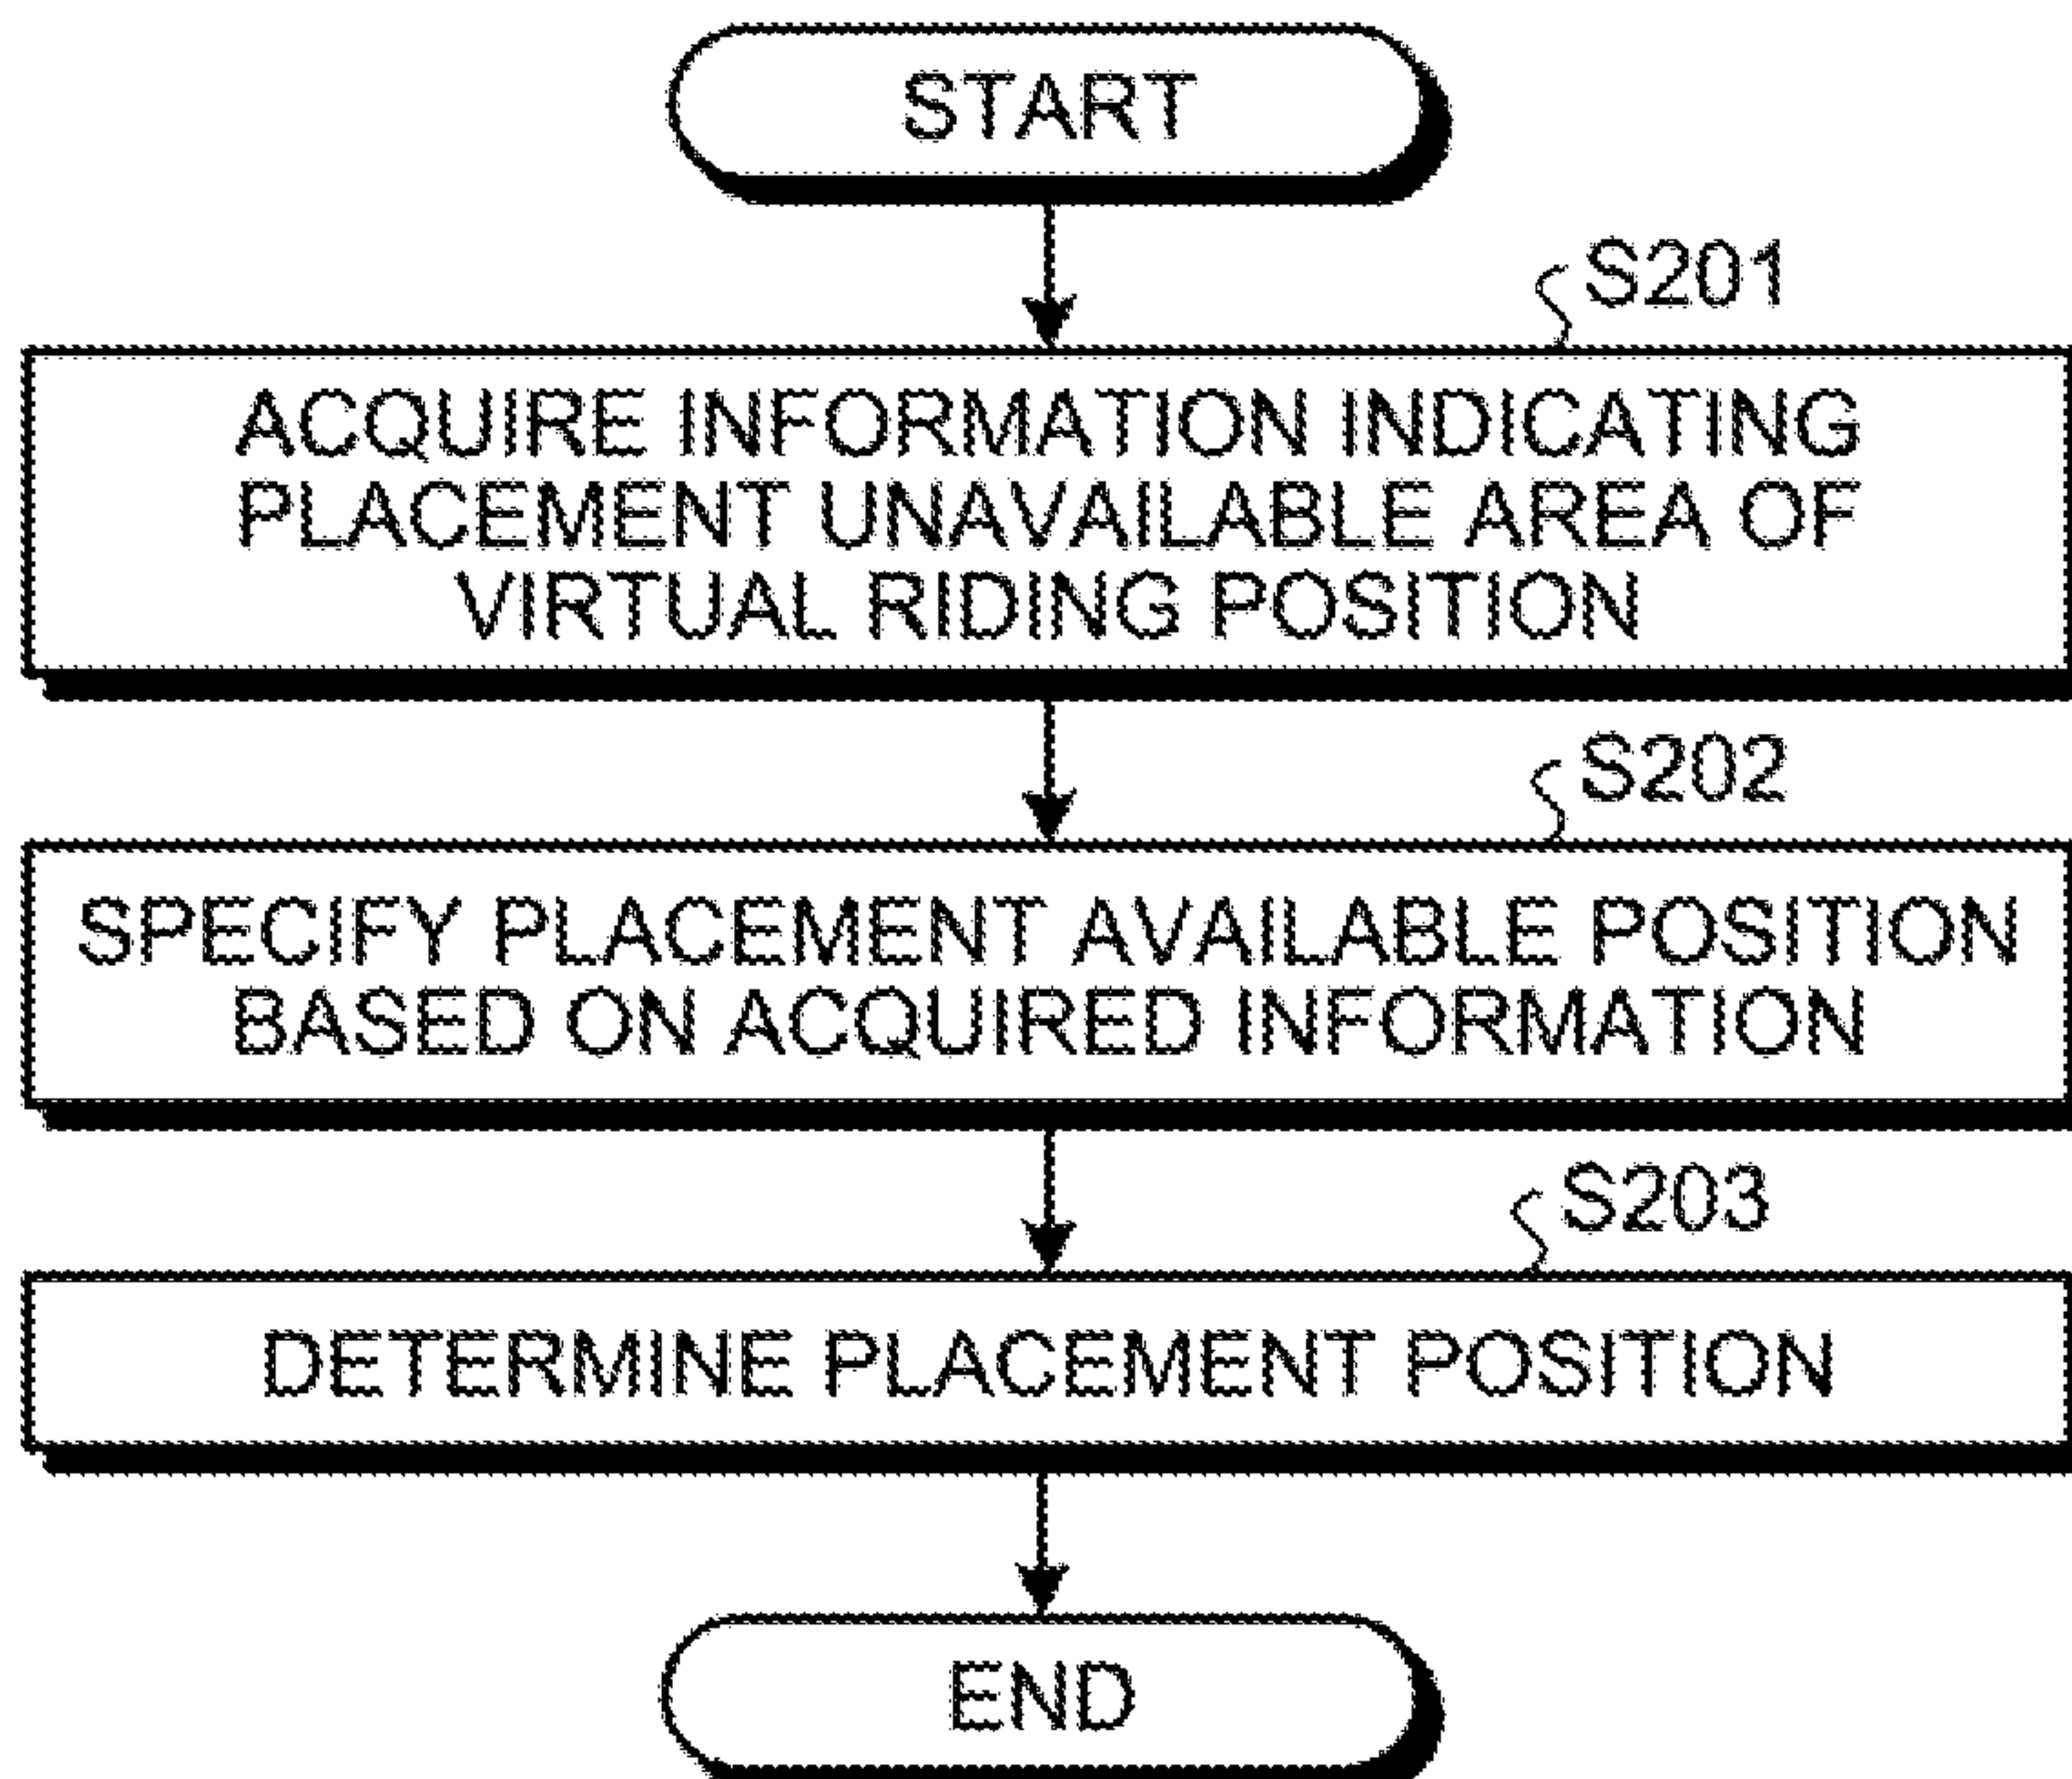 START
S201
ACQUIRE INFORMATION INDICATING
PLACEMENT UNAVAILABLE AREA OF
VIRTUAL RIDING POSITION
S202
SPECIFY PLACEMENT AVAILABLE POSITION
BASED ON ACQUIRED INFORMATION
S203
DETERMINE PLACEMENT POSITION
END